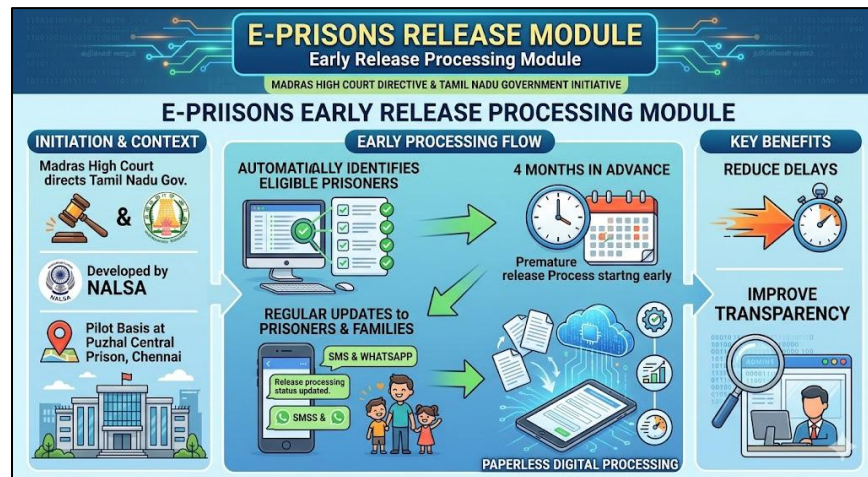 E-PRISONS RELEASE MODULE
Early Release Processing Module
MADRAS HIGH COURT DIRECTIVE & TAMIL NADU GOVERNMENT INITIATIVE
E-PRIISONS EARLY RELEASE PROCESSING MODULE
INITIATION & CONTEXT
Madras High Court
directs Tamil Nadu Gov.
&
NALSA
Developed by
NALSA
Pilot Basis at
Puzhal Central
Prison, Chennai
EARLY PROCESSING FLOW
AUTOMATIALLY IDENTIFIES
ELIGIBLE PRISONERS
4 MONTHS IN ADVANCE
Premature
release Process startng early
REGULAR UPDATES to
PRISONERS & FAMILIES
SMS & WHATSAPP
Release processing
status updated.
SMSS &
PAPERLESS DIGITAL PROCESSING
KEY BENEFITS
REDUCE DELAYS
IMPROVE
TRANSPARENCY